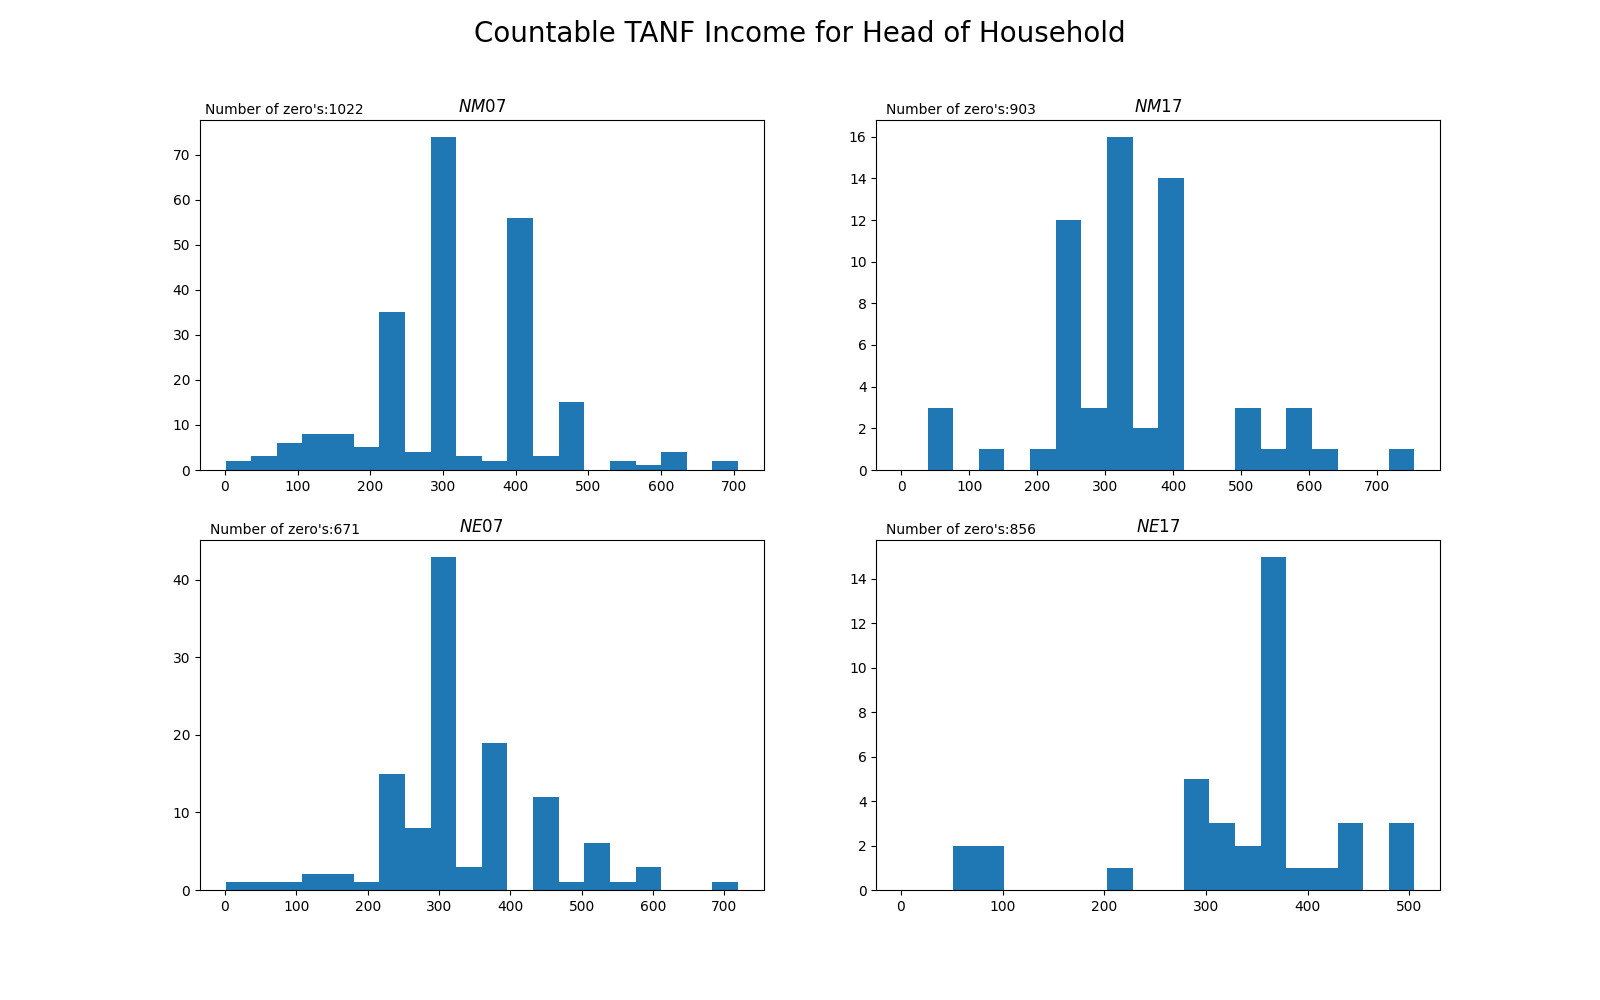 Countable TANF Income for Head of Household
Number of zero's:1022
NM07
70
60
50
40
30
20
10
0
0 100 200 300 400 500 600 700
Number of zero's:903
NM17
16
14
12
10
8
6
4
2
0
0 100 200 300 400 500 600 700
Number of zero's:671
NE07
40
30
20
10
0
0 100 200 300 400 500 600 700
Number of zero's:856
NE17
14
12
10
8
6
4
2
0
0 100 200 300 400 500